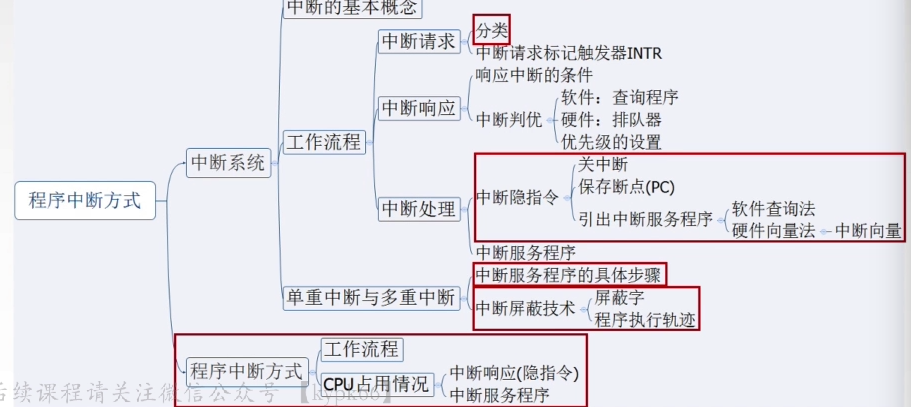 中断的基本概念
分类
中断请求
中断请求标记触发器INTR
响应中断的条件
软件：查询程序
中断响应
中断判优
硬件：排队器
优先级的设置
工作流程
中断系统
关中断
程序中断方式
中断处理
中断隐指令
保存断点(PC)
引出中断服务程序
软件查询法
硬件向量法
中断向量
中断服务程序
中断服务程序的具体步骤
单重中断与多重中断
中断屏蔽技术
屏蔽字
程序执行轨迹
工作流程
程序中断方式
CPU占用情况
中断响应(隐指令)
中断服务程序
后续课程请关注微信公众号